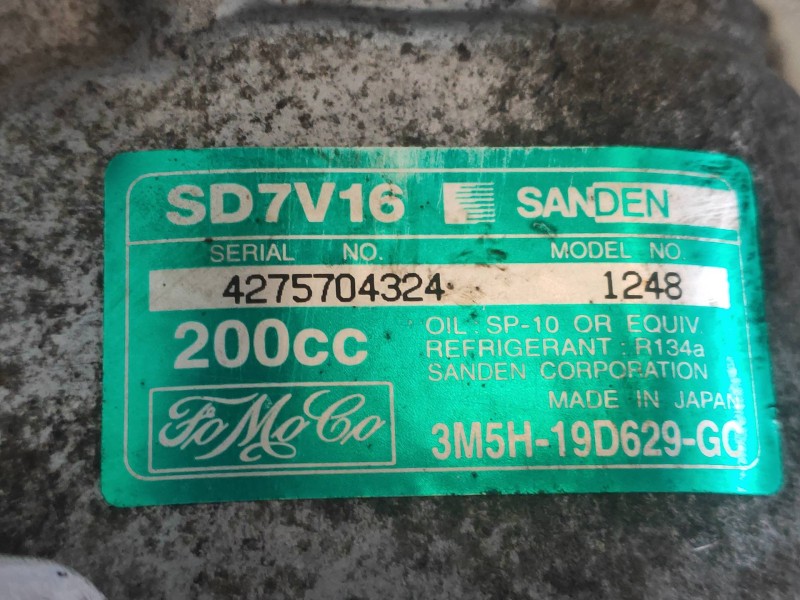 SD7V16 SANDEN
SERIAL NO. MODEL NO.
4275704324 1248
200cc
OIL : SP-10 OR EQUIV.
REFRIGERANT : R134a
SANDEN CORPORATION
MADE IN JAPAN
FoMoCo
3M5H-19D629-GC